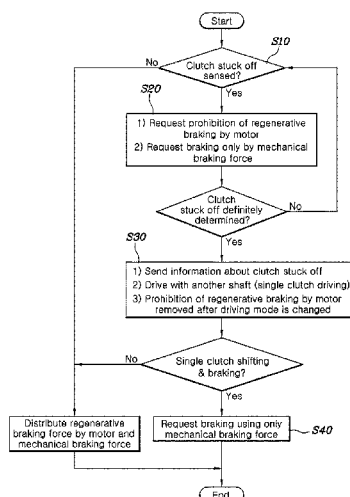 Start
S10
No
Clutch stuck off
sensed?
S20
Yes
1) Request prohibition of regenerative
braking by motor
2) Request braking only by mechanical
braking force
Clutch
stuck off definitely
determined?
No
S30
Yes
1) Send information about clutch stuck off
2) Drive with another shaft (single clutch driving)
3) Prohibition of regenerative braking by motor
removed after driving mode is changed
No
Single clutch shifting
& braking?
Yes
S40
Distribute regenerative
braking force by motor and
mechanical braking force
Request braking using only
mechanical braking force
End